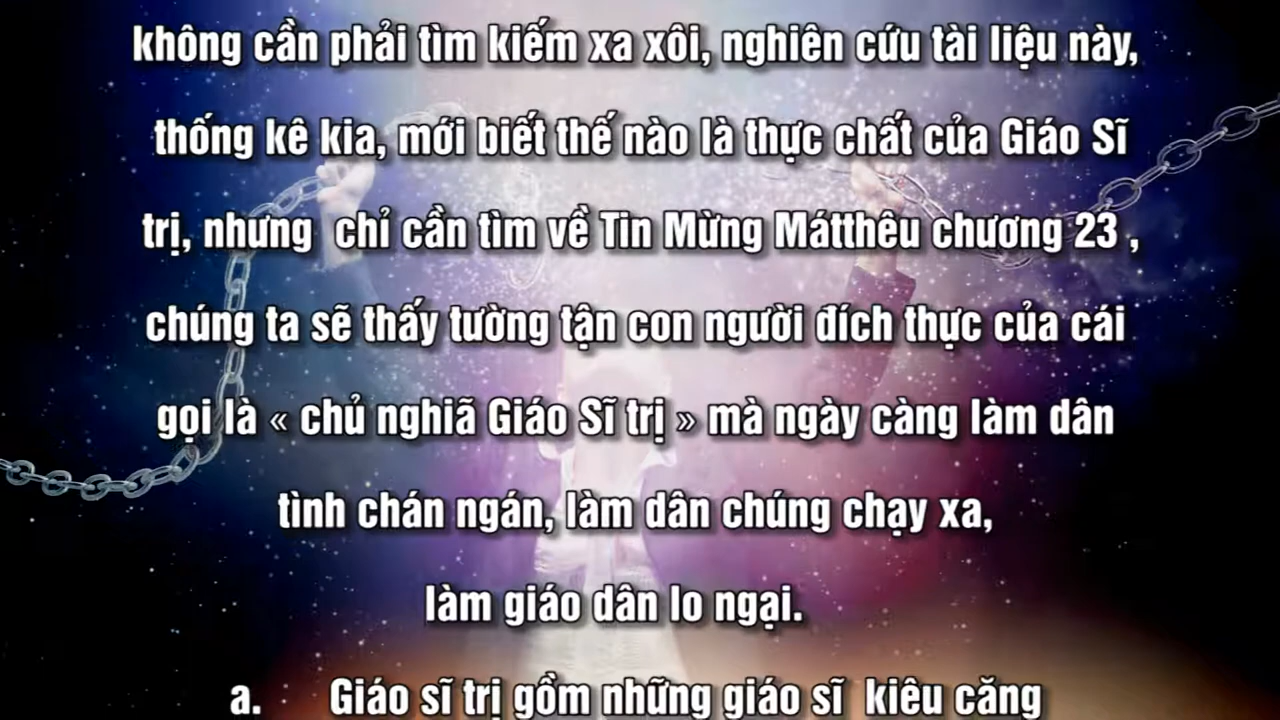 không cần phải tìm kiếm xa xôi, nghiên cứu tài liệu này,
thống kê kia, mới biết thế nào là thực chất của Giáo Sĩ
trị, nhưng chỉ cần tìm về Tin Mừng Mátthêu chương 23 ,
chúng ta sẽ thấy tường tận con người đích thực của cái
gọi là « chủ nghiã Giáo Sĩ trị » mà ngày càng làm dân
tình chán ngán, làm dân chúng chạy xa,
làm giáo dân lo ngại.
a. Giáo sĩ trị gồm những giáo sĩ kiêu căng